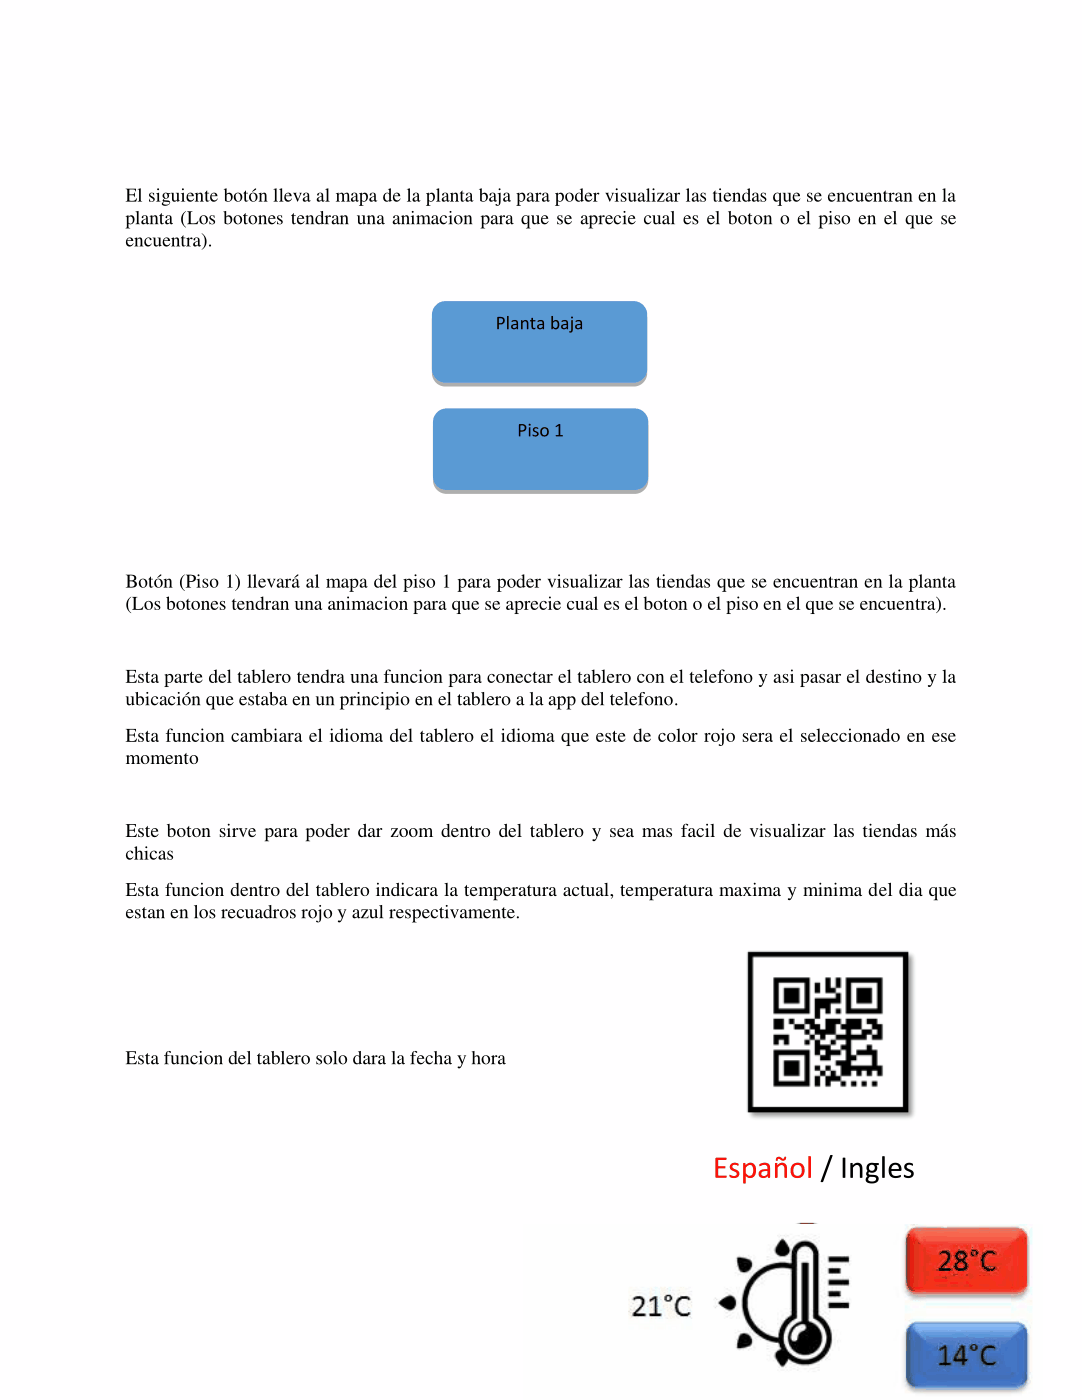 El siguiente botón lleva al mapa de la planta baja para poder visualizar las tiendas que se encuentran en la
planta (Los botones tendran una animacion para que se aprecie cual es el boton o el piso en el que se
encuentra).
Planta baja
Piso 1
Botón (Piso 1) llevará al mapa del piso 1 para poder visualizar las tiendas que se encuentran en la planta
(Los botones tendran una animacion para que se aprecie cual es el boton o el piso en el que se encuentra).
Esta parte del tablero tendra una funcion para conectar el tablero con el telefono y asi pasar el destino y la
ubicación que estaba en un principio en el tablero a la app del telefono.
Esta funcion cambiara el idioma del tablero el idioma que este de color rojo sera el seleccionado en ese
momento
Este boton sirve para poder dar zoom dentro del tablero y sea mas facil de visualizar las tiendas más
chicas
Esta funcion dentro del tablero indicara la temperatura actual, temperatura maxima y minima del dia que
estan en los recuadros rojo y azul respectivamente.
Esta funcion del tablero solo dara la fecha y hora
Español / Ingles
28°C
21°C
14°C